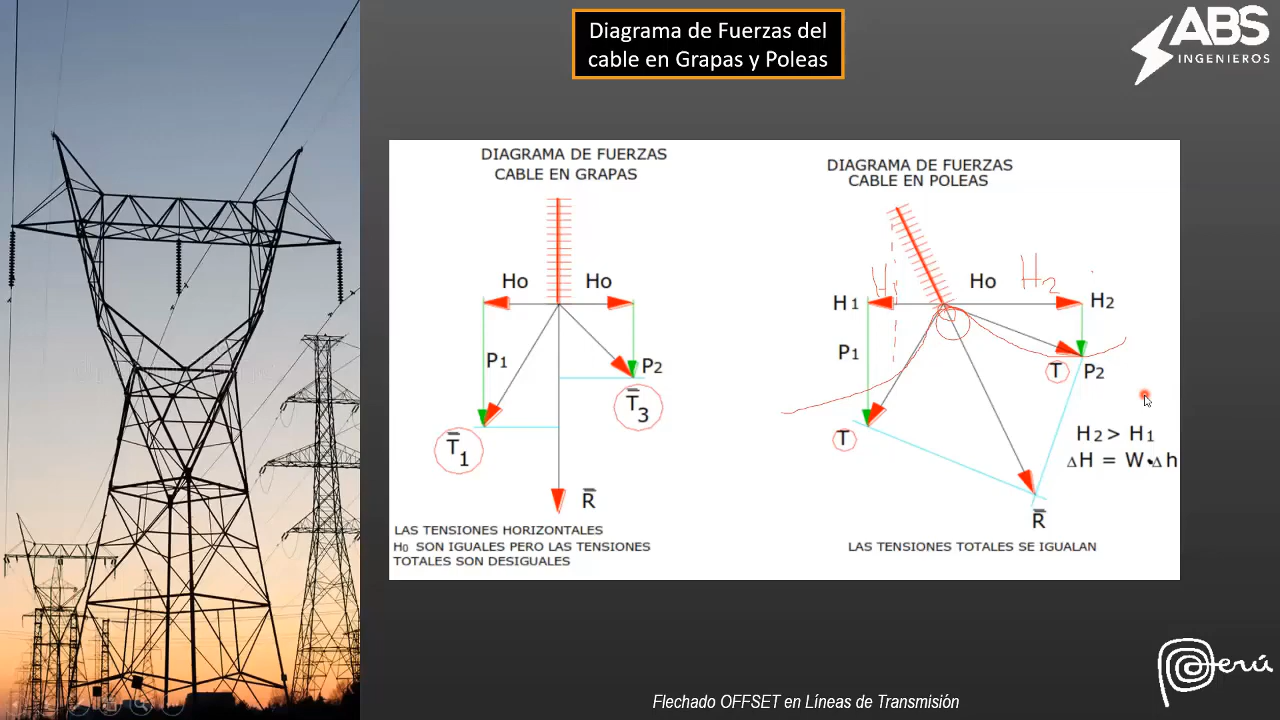 Diagrama de Fuerzas del
cable en Grapas y Poleas
ABS
INGENIEROS
DIAGRAMA DE FUERZAS
CABLE EN GRAPAS
Ho
Ho
P1
P2
T̅1
T̅3
R̅
LAS TENSIONES HORIZONTALES
H0 SON IGUALES PERO LAS TENSIONES
TOTALES SON DESIGUALES
DIAGRAMA DE FUERZAS
CABLE EN POLEAS
H1
Ho
H2
H1
H2
P1
T
P2
T
H2 > H1
ΔH = W·Δh
R̅
LAS TENSIONES TOTALES SE IGUALAN
Perú
Flechado OFFSET en Líneas de Transmisión